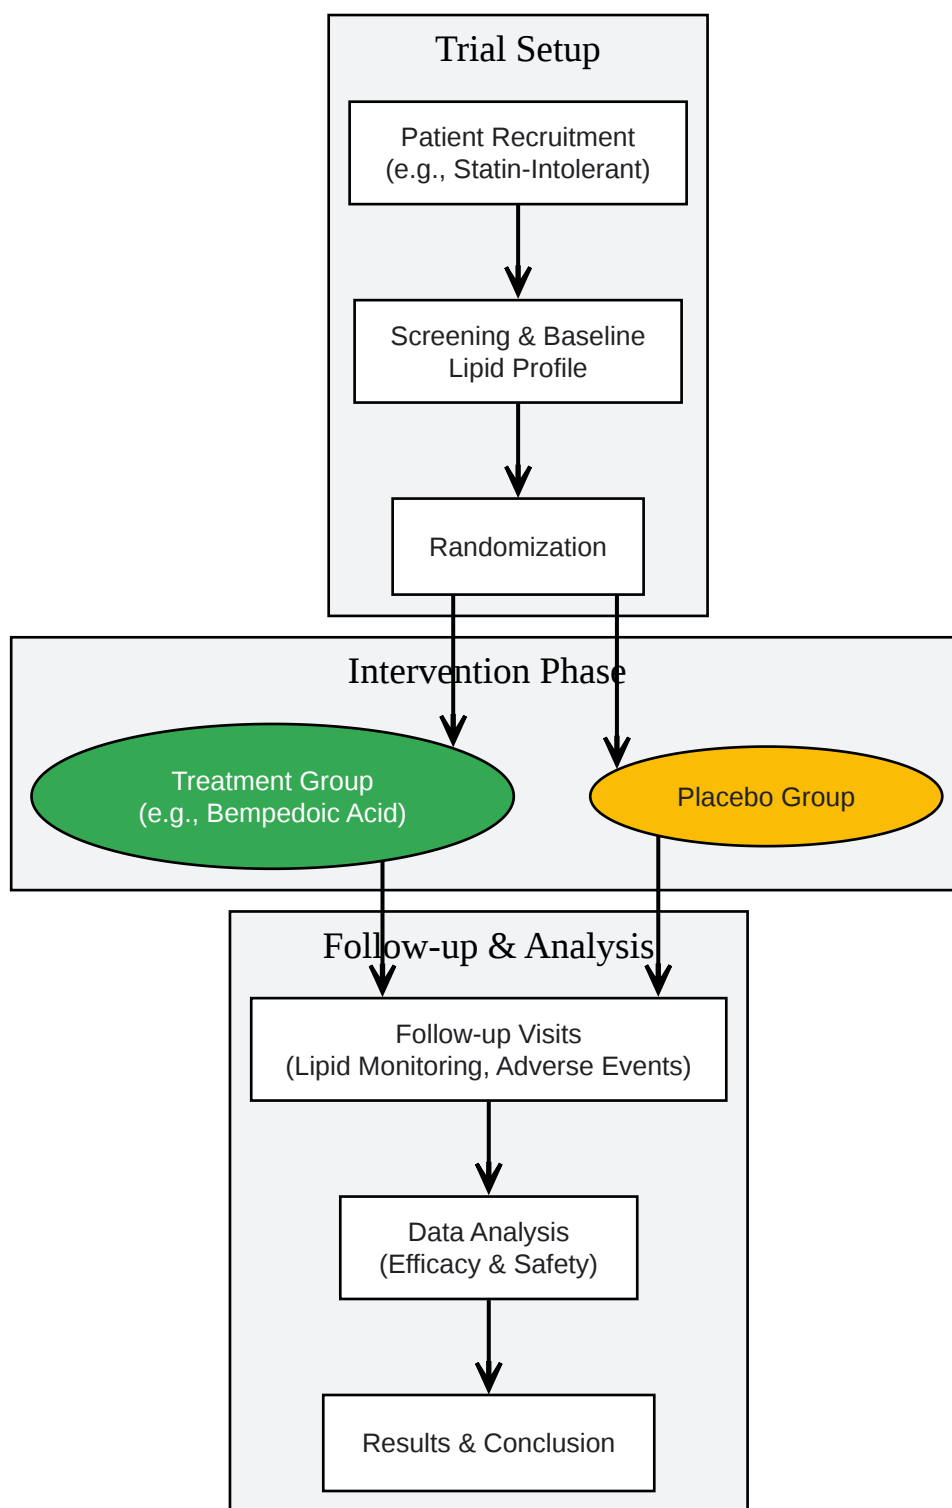 Trial Setup
Patient Recruitment
(e.g., Statin-Intolerant)
Screening & Baseline
Lipid Profile
Randomization
Intervention Phase
Treatment Group
(e.g., Bempedoic Acid)
Placebo Group
Follow-up & Analysis
Follow-up Visits
(Lipid Monitoring, Adverse Events)
Data Analysis
(Efficacy & Safety)
Results & Conclusion